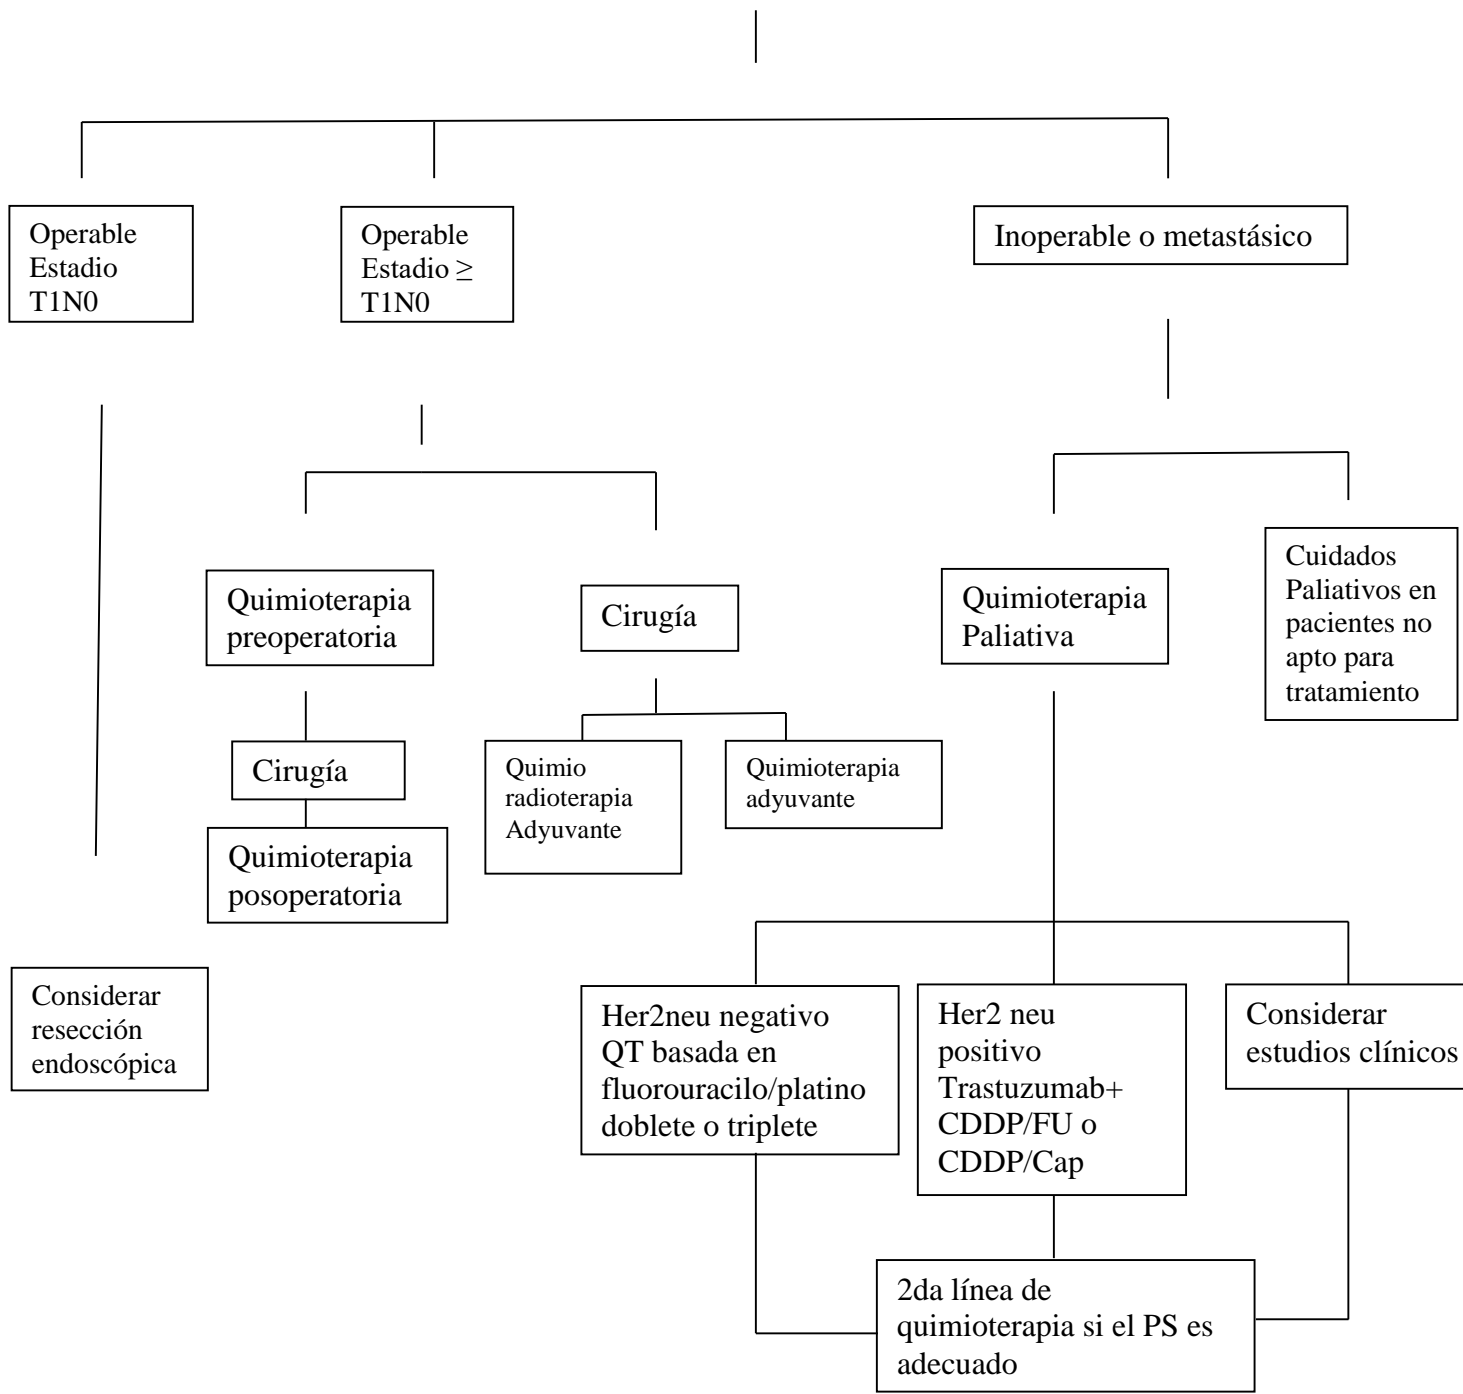 Operable
Estadio
T1N0
Operable
Estadio ≥
T1N0
Inoperable o metastásico
Quimioterapia
preoperatoria
Cirugía
Quimioterapia
Paliativa
Cuidados
Paliativos en
pacientes no
apto para
tratamiento
Cirugía
Quimio
radioterapia
Adyuvante
Quimioterapia
adyuvante
Quimioterapia
posoperatoria
Considerar
resección
endoscópica
Her2neu negativo
QT basada en
fluorouracilo/platino
doblete o triplete
Her2 neu
positivo
Trastuzumab+
CDDP/FU o
CDDP/Cap
Considerar
estudios clínicos
2da línea de
quimioterapia si el PS es
adecuado